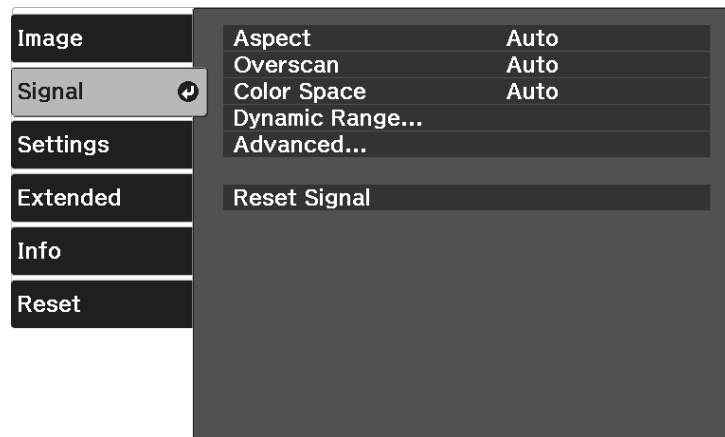 Image
Signal
Settings
Extended
Info
Reset
Aspect Auto
Overscan Auto
Color Space Auto
Dynamic Range...
Advanced...
Reset Signal